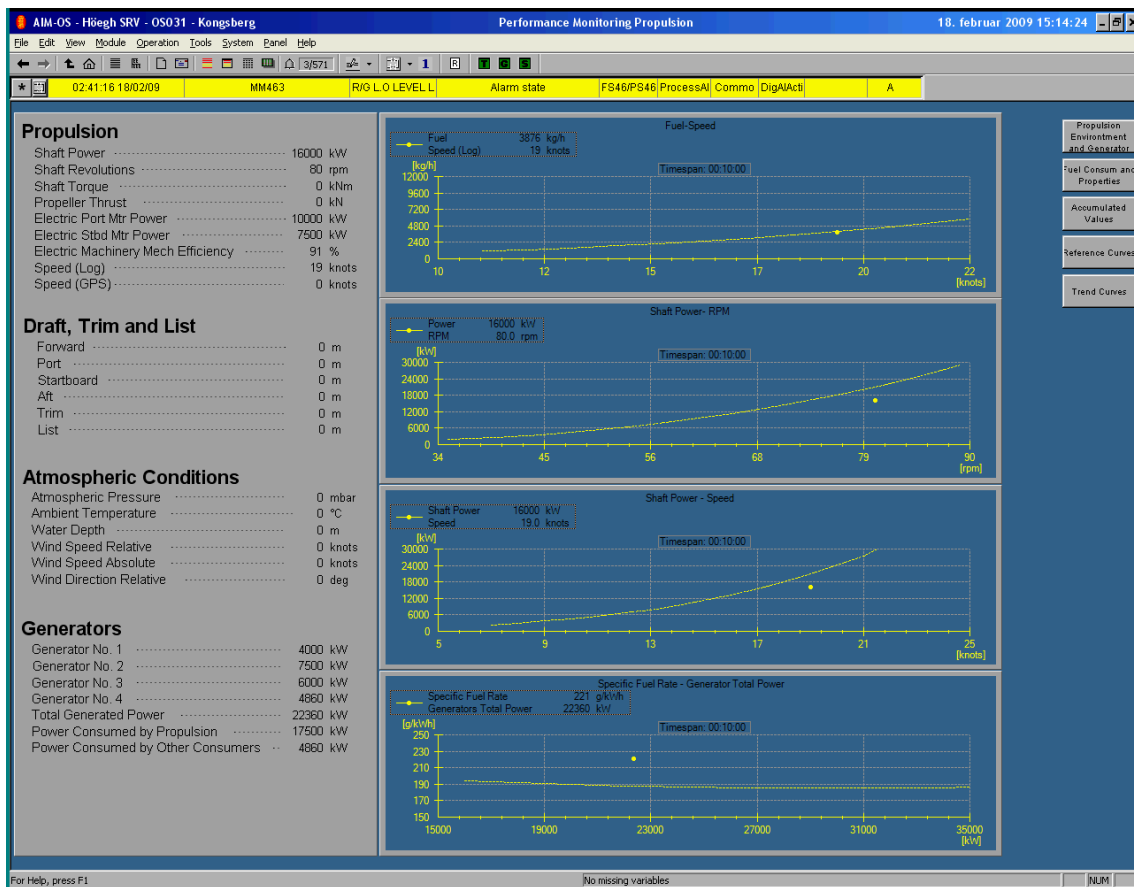 AIM-OS - Höegh SRV - OS031 - Kongsberg Performance Monitoring Propulsion 18. februar 2009 15:14:24
File Edit View Module Operation Tools System Panel Help
3/571 1 R T G S
* 02:41:16 18/02/09 MM463 R/G L.O LEVEL L Alarm state FS46/PS46 ProcessAl Commo DigAlActi A
Propulsion
Shaft Power 16000 kW
Shaft Revolutions 80 rpm
Shaft Torque 0 kNm
Propeller Thrust 0 kN
Electric Port Mtr Power 10000 kW
Electric Stbd Mtr Power 7500 kW
Electric Machinery Mech Efficiency 91 %
Speed (Log) 19 knots
Speed (GPS) 0 knots
Draft, Trim and List
Forward 0 m
Port 0 m
Startboard 0 m
Aft 0 m
Trim 0 m
List 0 m
Atmospheric Conditions
Atmospheric Pressure 0 mbar
Ambient Temperature 0 °C
Water Depth 0 m
Wind Speed Relative 0 knots
Wind Speed Absolute 0 knots
Wind Direction Relative 0 deg
Generators
Generator No. 1 4000 kW
Generator No. 2 7500 kW
Generator No. 3 6000 kW
Generator No. 4 4860 kW
Total Generated Power 22360 kW
Power Consumed by Propulsion 17500 kW
Power Consumed by Other Consumers 4860 kW
Fuel-Speed
Fuel 3876 kg/h
Speed (Log) 19 knots
[kg/h]
Timespan: 00:10:00
12000
9600
7200
4800
2400
0
10 12 15 17 20 22
[knots]
Shaft Power- RPM
Power 16000 kW
RPM 80.0 rpm
[kW]
Timespan: 00:10:00
30000
24000
18000
12000
6000
0
34 45 56 68 79 90
[rpm]
Shaft Power - Speed
Shaft Power 16000 kW
Speed 19.0 knots
[kW]
Timespan: 00:10:00
30000
24000
18000
12000
6000
0
5 9 13 17 21 25
[knots]
Specific Fuel Rate - Generator Total Power
Specific Fuel Rate 221 g/kWh
Generators Total Power 22360 kW
[g/kWh]
Timespan: 00:10:00
250
230
210
190
170
150
15000 19000 23000 27000 31000 35000
[kW]
Propulsion
Environtment
and Generator
Fuel Consum and
Properties
Accumulated
Values
Reference Curves
Trend Curves
For Help, press F1 No missing variables NUM